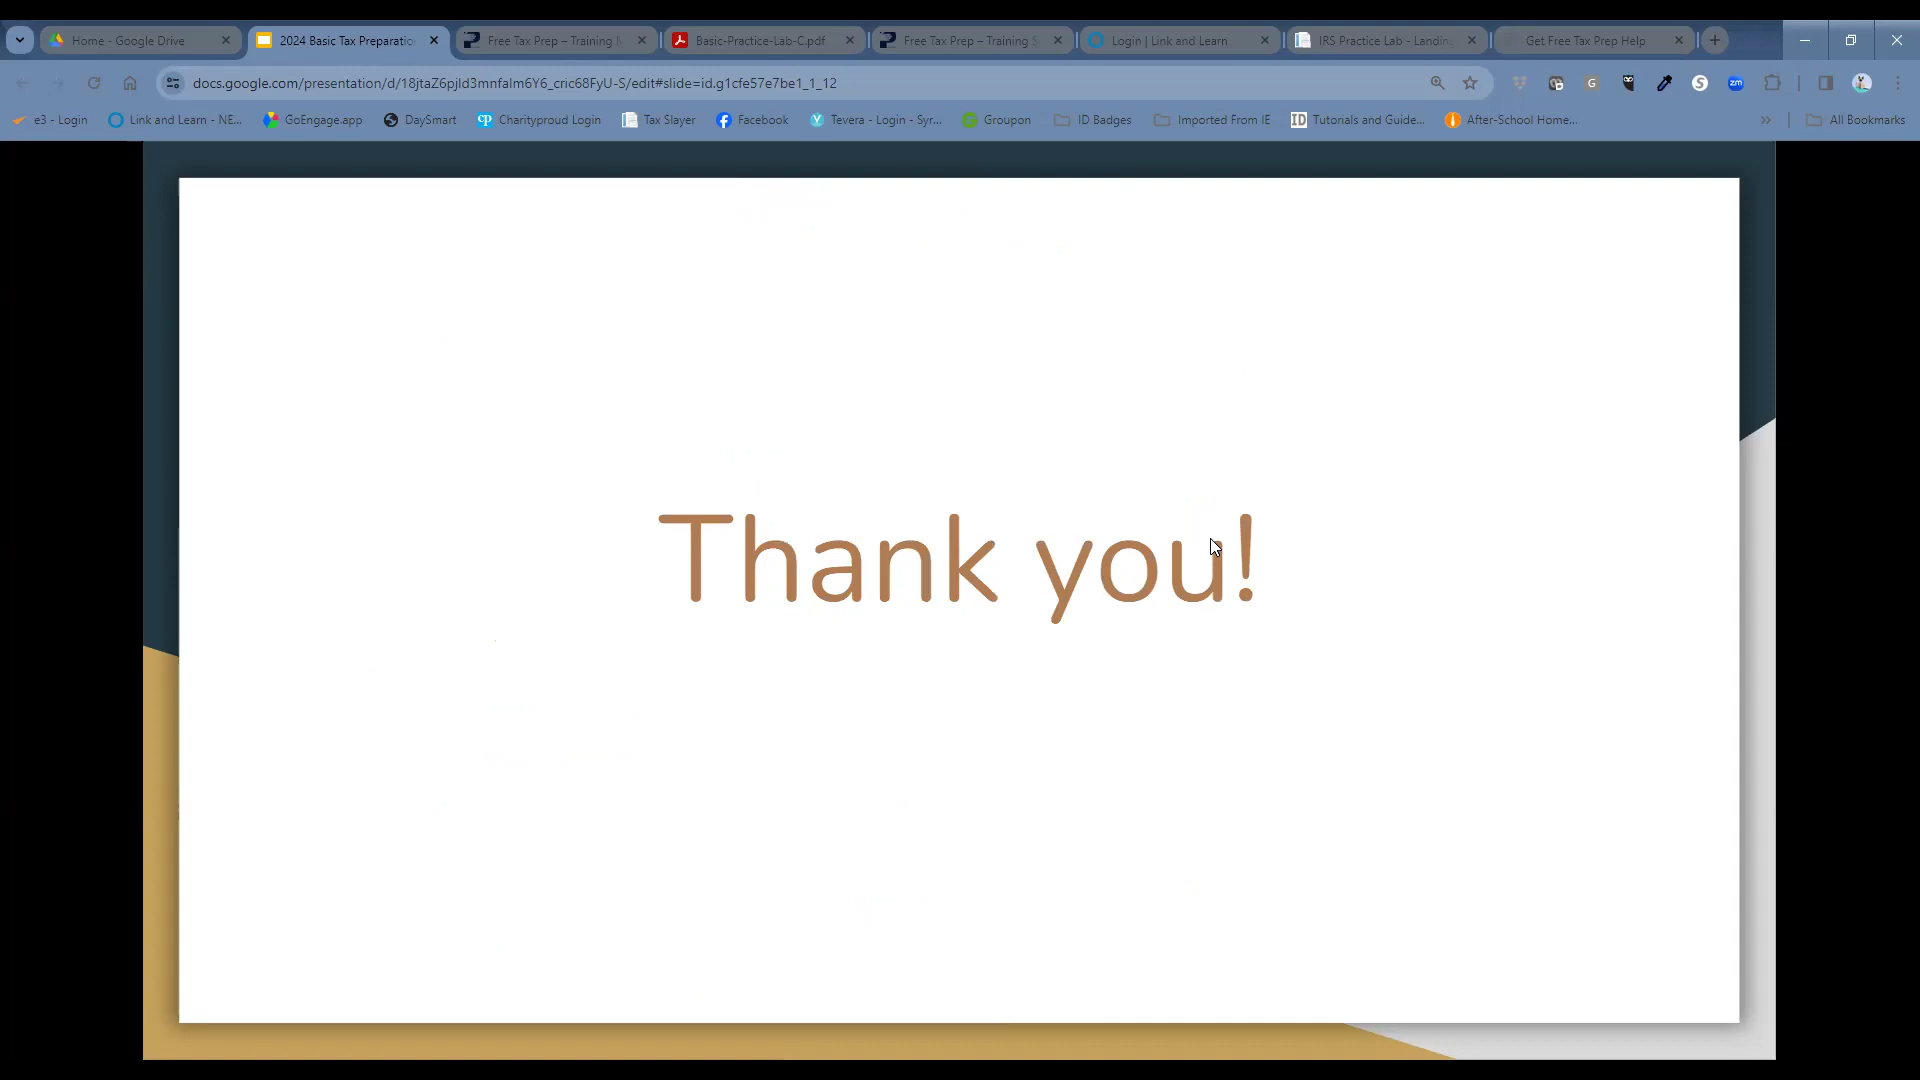 Home - Google Drive
2024 Basic Tax Preparatio
Free Tax Prep – Training M
Basic-Practice-Lab-C.pdf
Free Tax Prep – Training S
Login | Link and Learn
IRS Practice Lab - Landin
Get Free Tax Prep Help
docs.google.com/presentation/d/18jtaZ6pjId3mnfalm6Y6_cric68FyU-S/edit#slide=id.g1cfe57e7be1_1_12
e3 - Login
Link and Learn - NE...
GoEngage.app
DaySmart
Charityproud Login
Tax Slayer
Facebook
Tevera - Login - Syr...
Groupon
ID Badges
Imported From IE
Tutorials and Guide...
After-School Home...
All Bookmarks
Thank you!